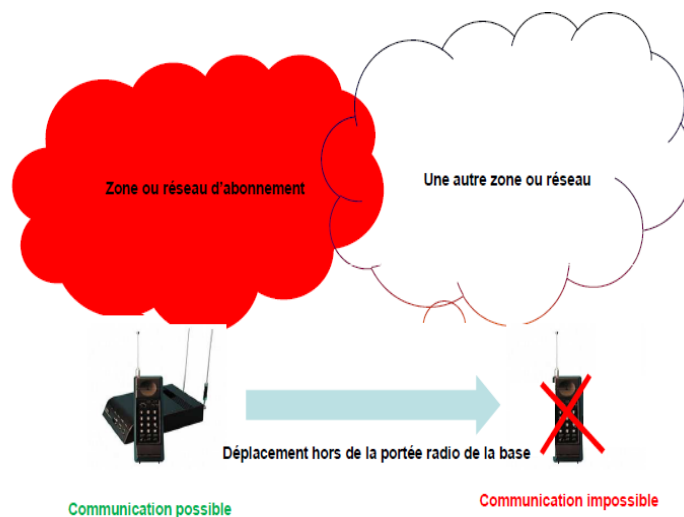 Zone ou réseau d'abonnement
Une autre zone ou réseau
Déplacement hors de la portée radio de la base
Communication possible
Communication impossible